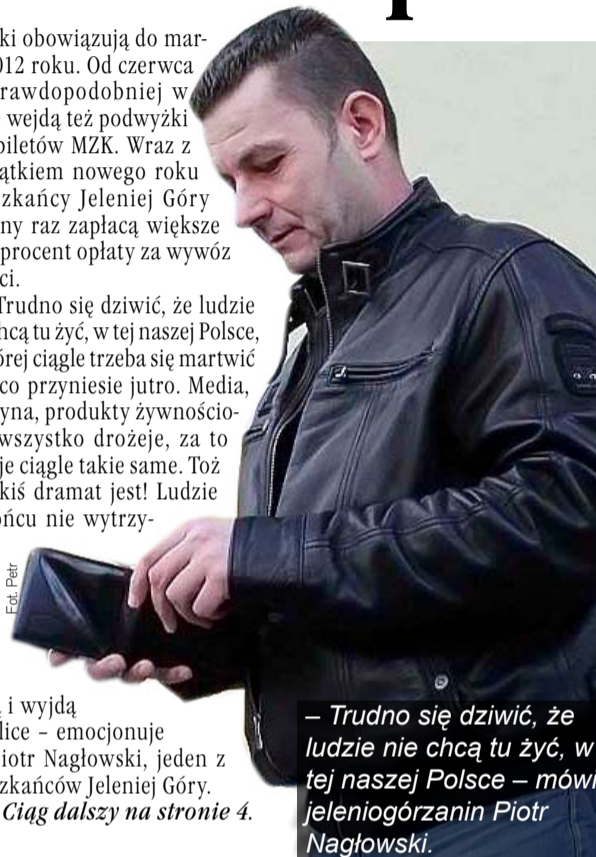 ki obowiązują do mar-
012 roku. Od czerwca
rawdopodobniej w
wejdą też podwyżki
biletów MZK. Wraz z
ątkiem nowego roku
zkańcy Jeleniej Góry
ny raz zapłacą większe
procent opłaty za wywóz
ci.
Trudno się dziwić, że ludzie
hcą tu żyć, w tej naszej Polsce,
órej ciągle trzeba się martwić
co przyniesie jutro. Media,
yna, produkty żywnościo-
wszystko drożeje, za to
je ciągle takie same. Toż
kiś dramat jest! Ludzie
ońcu nie wytrzy-
Fot. Petr
i wyjdą
lice – emocjonuje
iotr Nagłowski, jeden z
szkańców Jeleniej Góry.
Ciąg dalszy na stronie 4.
– Trudno się dziwić, że
ludzie nie chcą tu żyć, w
tej naszej Polsce – mówi
jeleniogórzanin Piotr
Nagłowski.